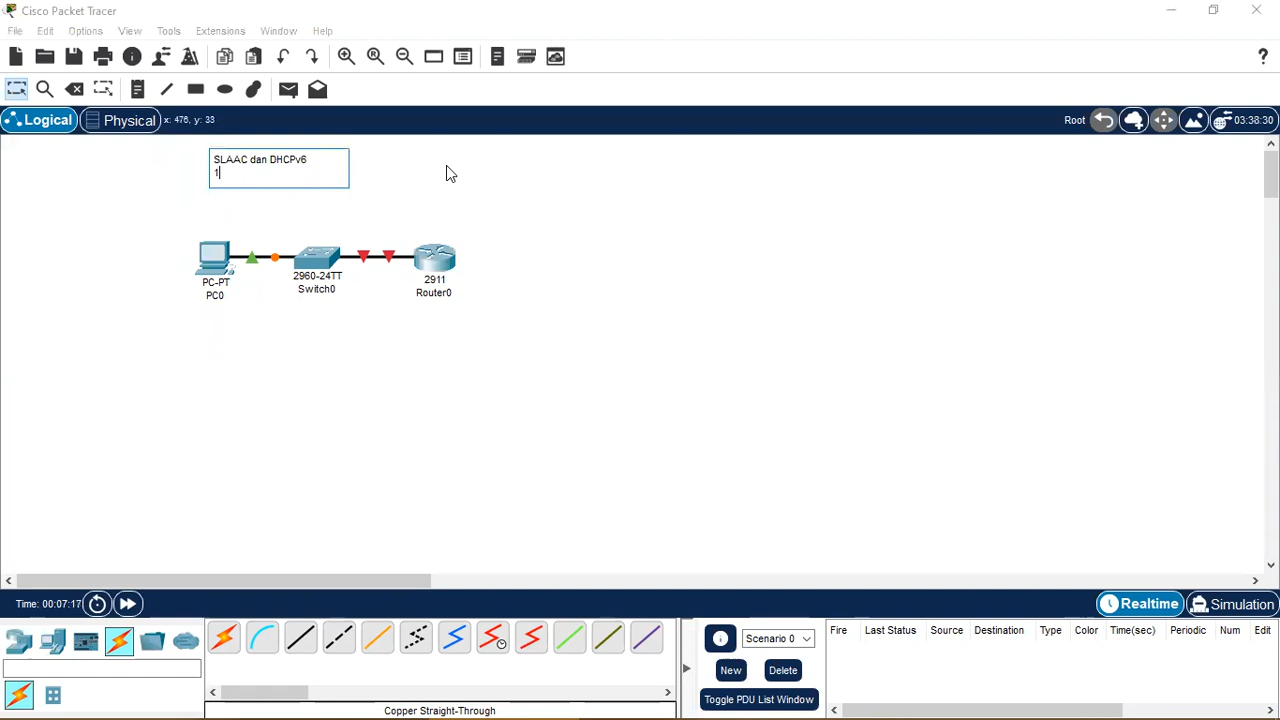 Cisco Packet Tracer
File Edit Options View Tools Extensions Window Help
Logical Physical x: 476, y: 33 Root 03:38:30
SLAAC dan DHCPv6
1
PC-PT
PC0
2960-24TT
Switch0
2911
Router0
Time: 00:07:17 Realtime Simulation
Scenario 0
New Delete
Toggle PDU List Window
Fire Last Status Source Destination Type Color Time(sec) Periodic Num Edit
Copper Straight-Through